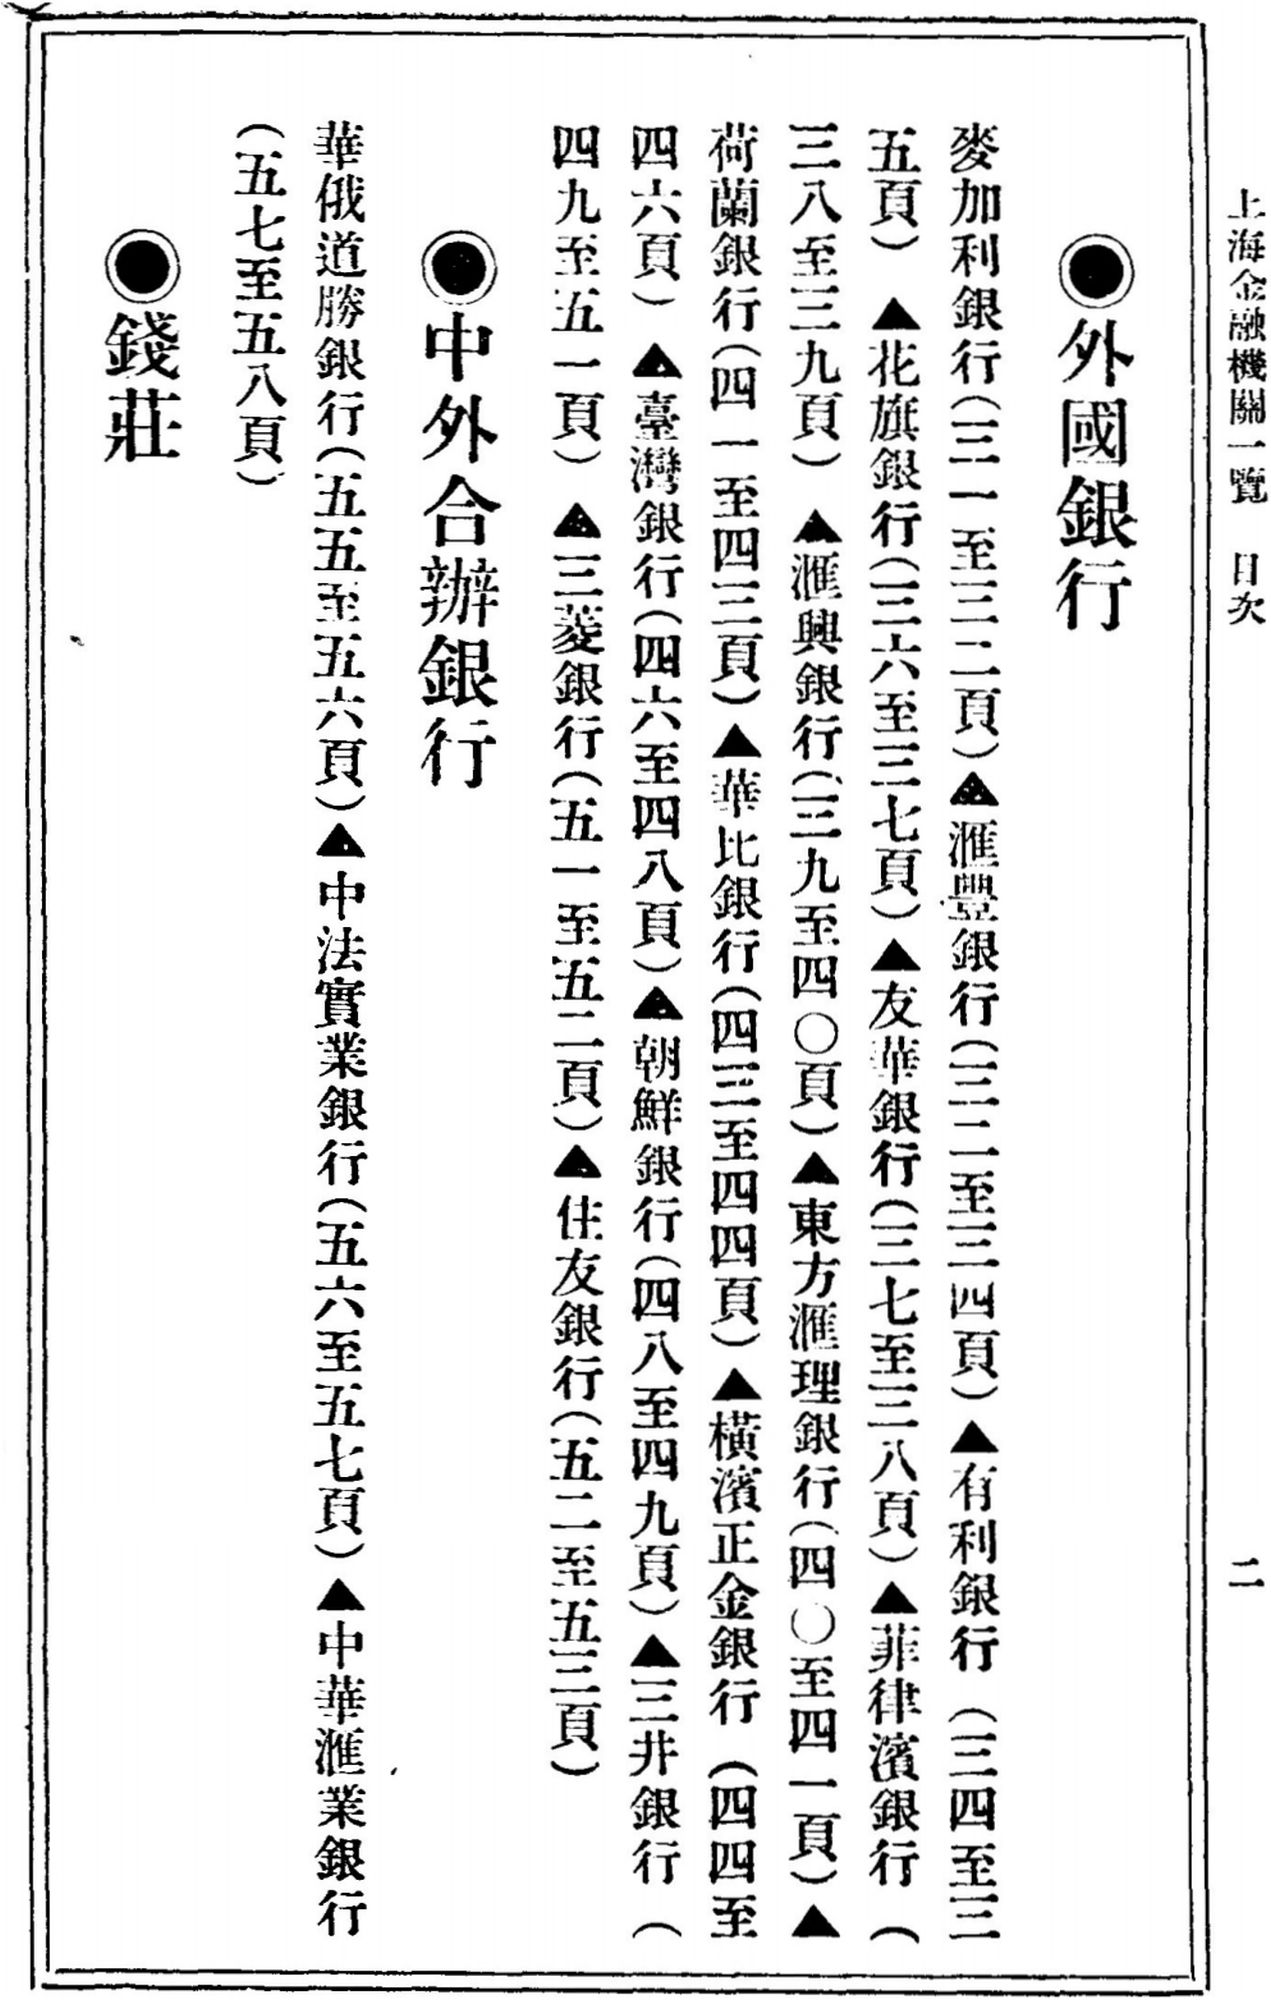 上海金融機關一覽　目次　二
◉外國銀行
麥加利銀行(三一至三二頁)▲滙豐銀行(三二至三四頁)▲有利銀行(三四至三
五頁)▲花旗銀行(三六至三七頁)▲友華銀行(三七至三八頁)▲菲律濱銀行(
三八至三九頁)▲滙興銀行(三九至四〇頁)▲東方滙理銀行(四〇至四一頁)▲
荷蘭銀行(四一至四三頁)▲華比銀行(四三至四四頁)▲橫濱正金銀行(四四至
四六頁)▲臺灣銀行(四六至四八頁)▲朝鮮銀行(四八至四九頁)▲三井銀行(
四九至五一頁)▲三菱銀行(五一至五二頁)▲住友銀行(五二至五三頁)
◉中外合辦銀行
華俄道勝銀行(五五至五六頁)▲中法實業銀行(五六至五七頁)▲中華滙業銀行
(五七至五八頁)
◉錢莊